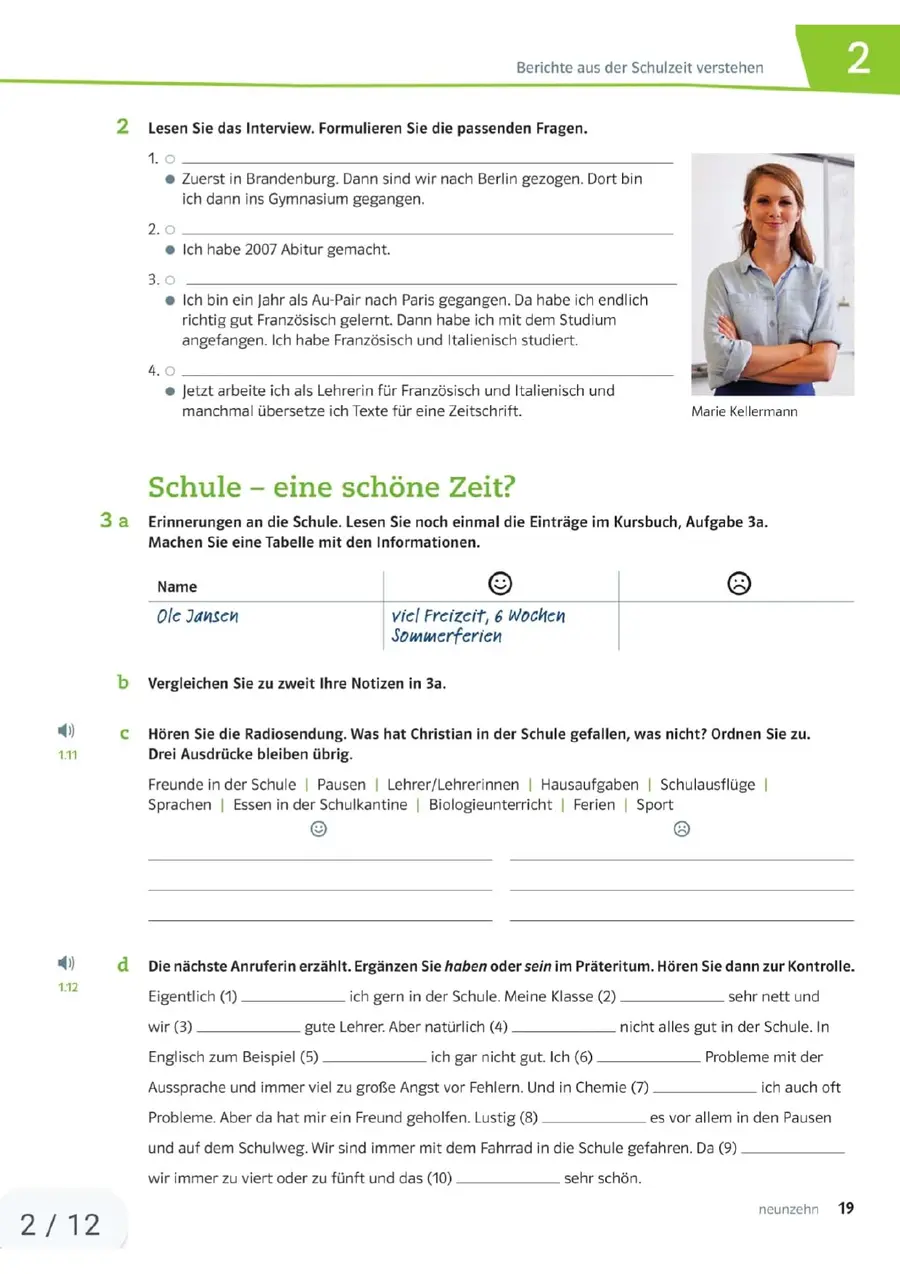 Berichte aus der Schulzeit verstehen
2
2 Lesen Sie das Interview. Formulieren Sie die passenden Fragen.
1.
Zuerst in Brandenburg. Dann sind wir nach Berlin gezogen. Dort bin
ich dann ins Gymnasium gegangen.
2.
Ich habe 2007 Abitur gemacht.
3.
Ich bin ein Jahr als Au-Pair nach Paris gegangen. Da habe ich endlich
richtig gut Französisch gelernt. Dann habe ich mit dem Studium
angefangen. Ich habe Französisch und Italienisch studiert.
4.
Jetzt arbeite ich als Lehrerin für Französisch und Italienisch und
manchmal übersetze ich Texte für eine Zeitschrift.
Marie Kellermann
Schule – eine schöne Zeit?
3 a Erinnerungen an die Schule. Lesen Sie noch einmal die Einträge im Kursbuch, Aufgabe 3a.
Machen Sie eine Tabelle mit den Informationen.
Name
Ole Jansen viel Freizeit, 6 Wochen
Sommerferien
b Vergleichen Sie zu zweit Ihre Notizen in 3a.
c Hören Sie die Radiosendung. Was hat Christian in der Schule gefallen, was nicht? Ordnen Sie zu.
1.11 Drei Ausdrücke bleiben übrig.
Freunde in der Schule | Pausen | Lehrer/Lehrerinnen | Hausaufgaben | Schulausflüge |
Sprachen | Essen in der Schulkantine | Biologieunterricht | Ferien | Sport
d Die nächste Anruferin erzählt. Ergänzen Sie haben oder sein im Präteritum. Hören Sie dann zur Kontrolle.
1.12
Eigentlich (1) ____________ ich gern in der Schule. Meine Klasse (2) ____________ sehr nett und
wir (3) ____________ gute Lehrer. Aber natürlich (4) ____________ nicht alles gut in der Schule. In
Englisch zum Beispiel (5) ____________ ich gar nicht gut. Ich (6) ____________ Probleme mit der
Aussprache und immer viel zu große Angst vor Fehlern. Und in Chemie (7) ____________ ich auch oft
Probleme. Aber da hat mir ein Freund geholfen. Lustig (8) ____________ es vor allem in den Pausen
und auf dem Schulweg. Wir sind immer mit dem Fahrrad in die Schule gefahren. Da (9) ____________
wir immer zu viert oder zu fünft und das (10) ____________ sehr schön.
neunzehn 19
2 / 12